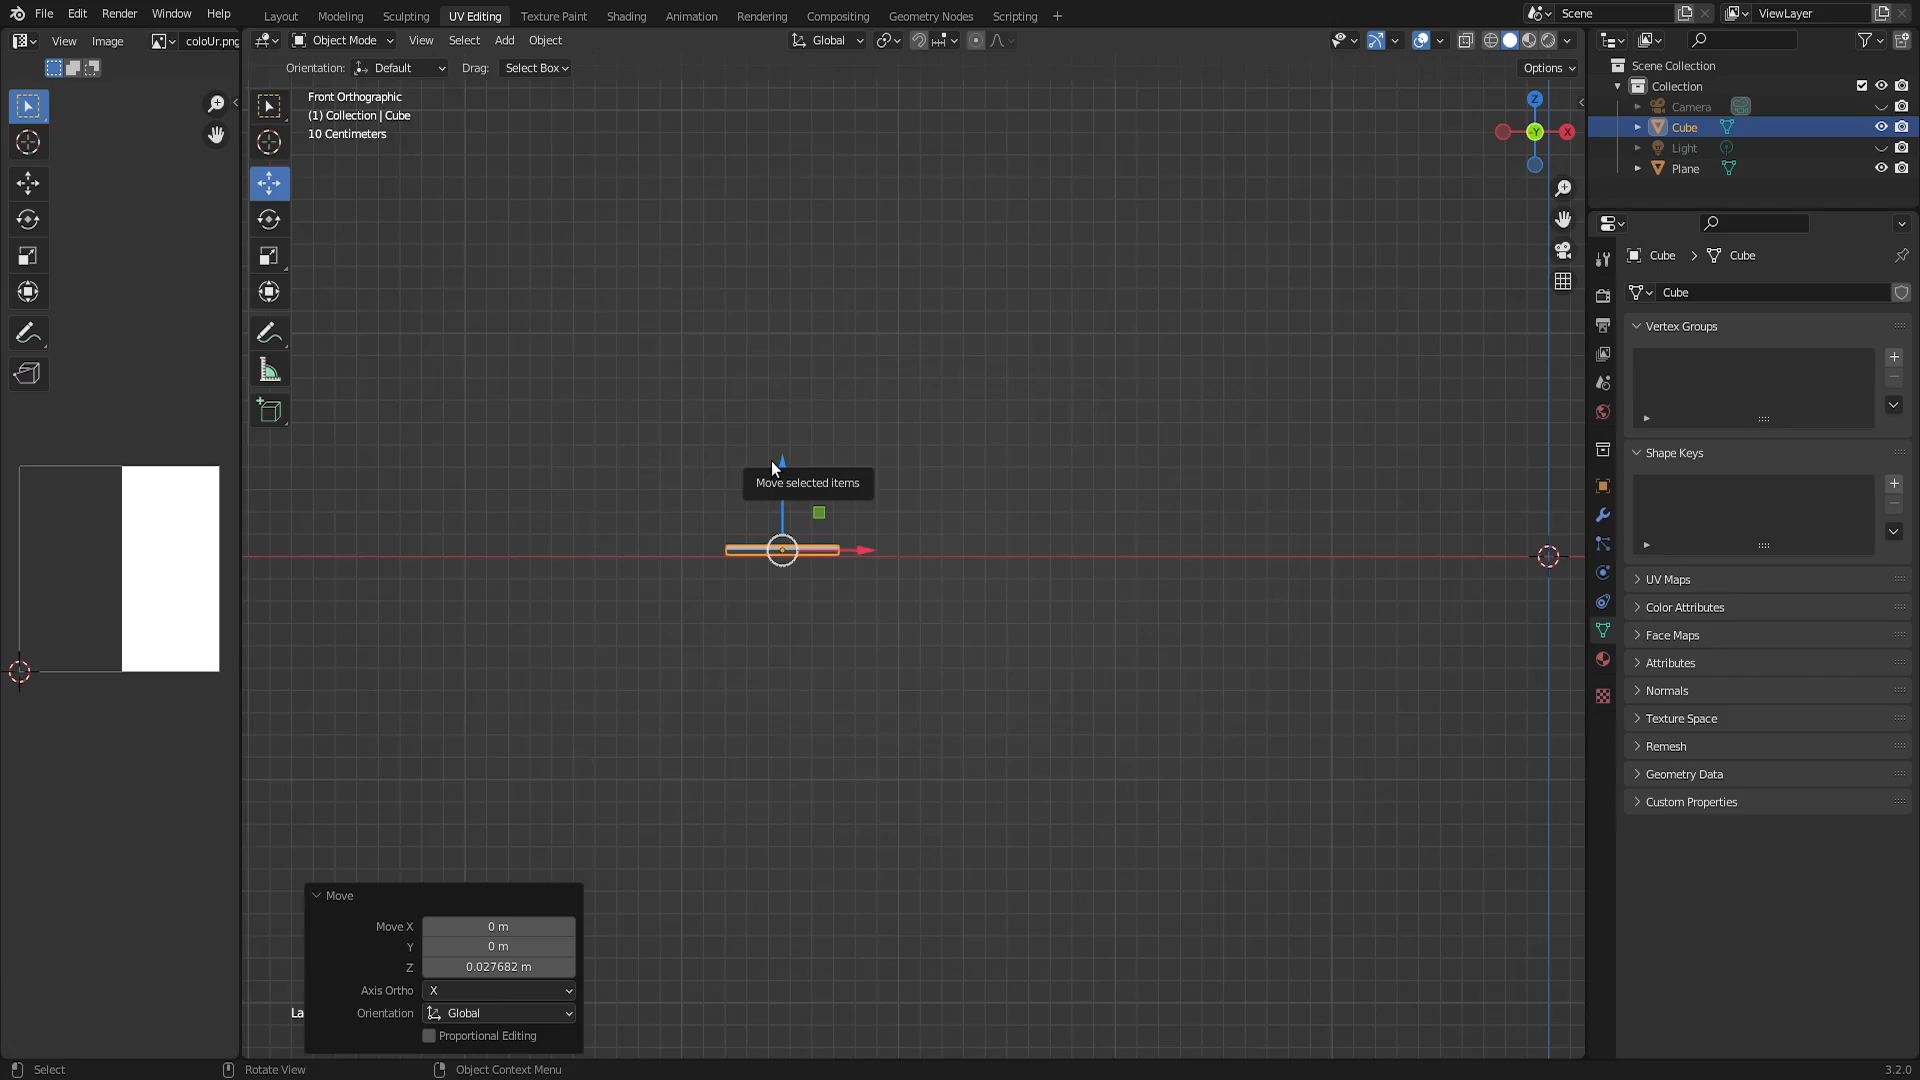 File Edit Render Window Help
Layout Modeling Sculpting UV Editing Texture Paint Shading Animation Rendering Compositing Geometry Nodes Scripting +
Scene
ViewLayer
View Image
coloUr.png
Object Mode View Select Add Object
Global
Orientation: Default Drag: Select Box
Options
Front Orthographic
(1) Collection | Cube
10 Centimeters
Z
-Y
X
Scene Collection
Collection
Camera
Cube
Light
Plane
Cube > Cube
Cube
Vertex Groups
Shape Keys
UV Maps
Color Attributes
Face Maps
Attributes
Normals
Texture Space
Remesh
Geometry Data
Custom Properties
Move selected items
Move
Move X 0 m
Y 0 m
Z 0.027682 m
Axis Ortho X
La
Orientation Global
Proportional Editing
Select
Rotate View
Object Context Menu
3.2.0